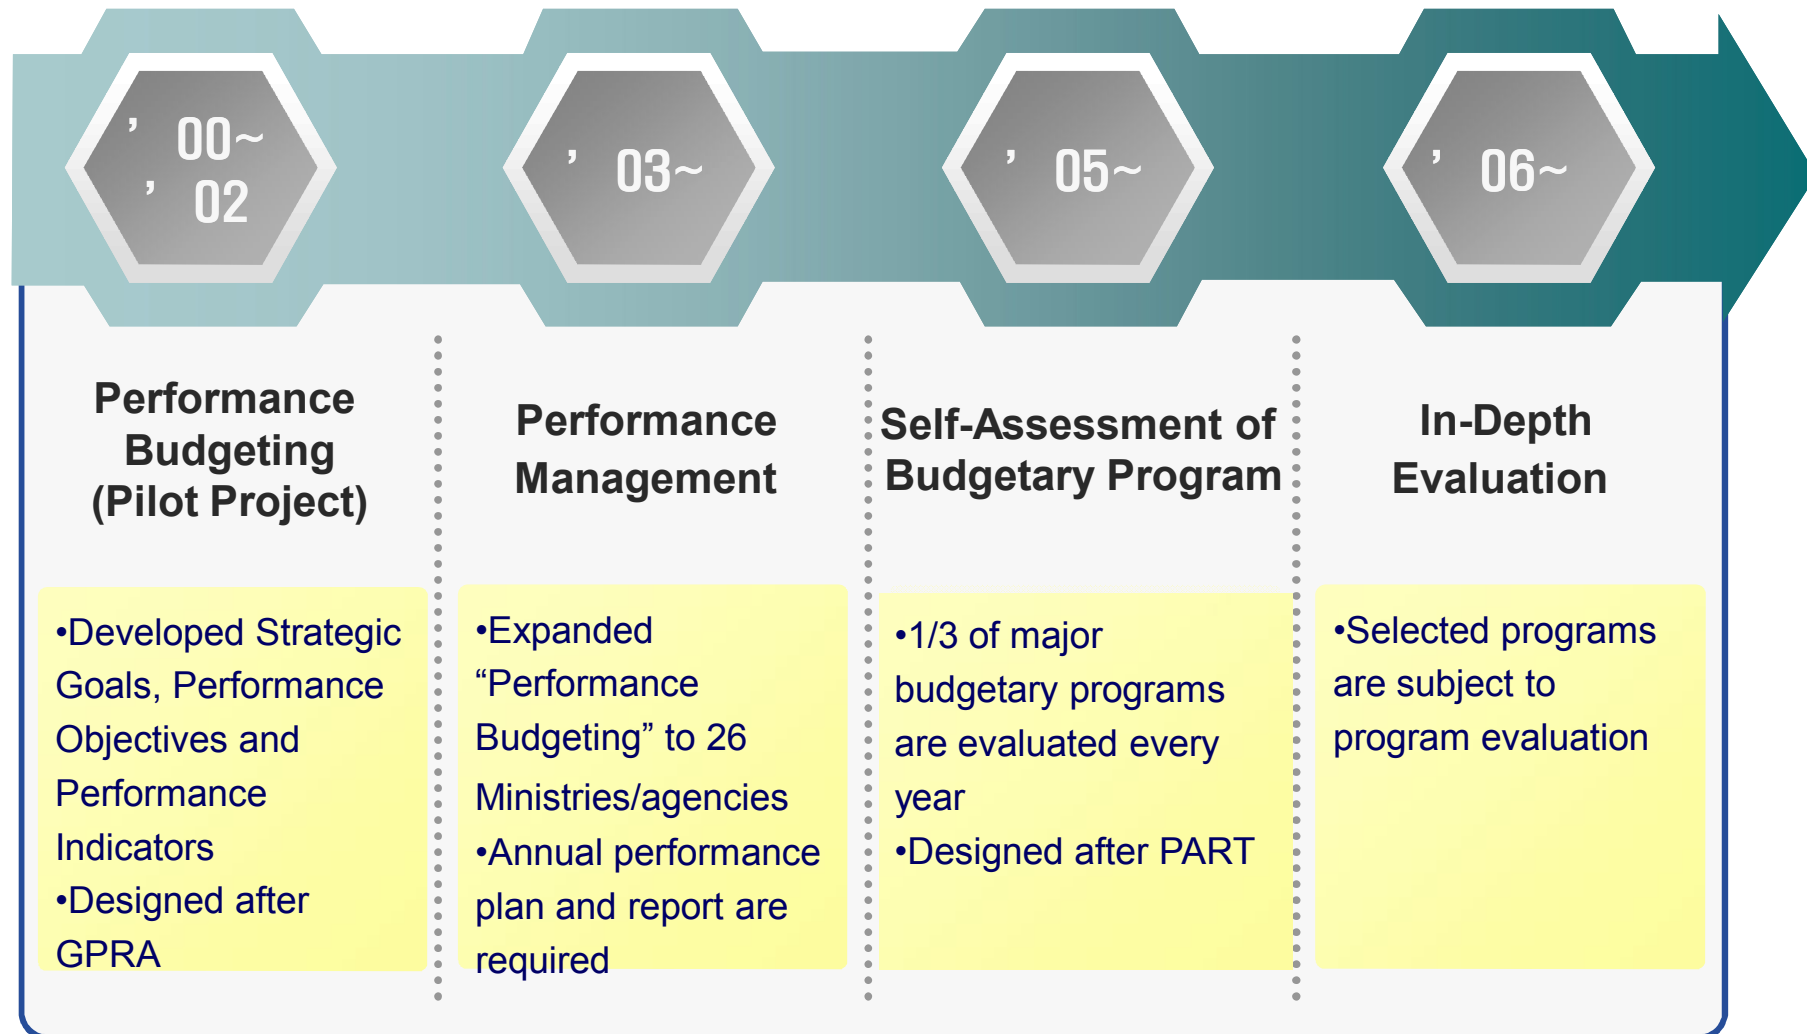 ’ 00~
’ 02
’ 03~
’ 05~
’ 06~
Performance
Budgeting
(Pilot Project)
Performance
Management
Self-Assessment of
Budgetary Program
In-Depth
Evaluation
•Developed Strategic
Goals, Performance
Objectives and
Performance
Indicators
•Designed after
GPRA
•Expanded
“Performance
Budgeting” to 26
Ministries/agencies
•Annual performance
plan and report are
required
•1/3 of major
budgetary programs
are evaluated every
year
•Designed after PART
•Selected programs
are subject to
program evaluation